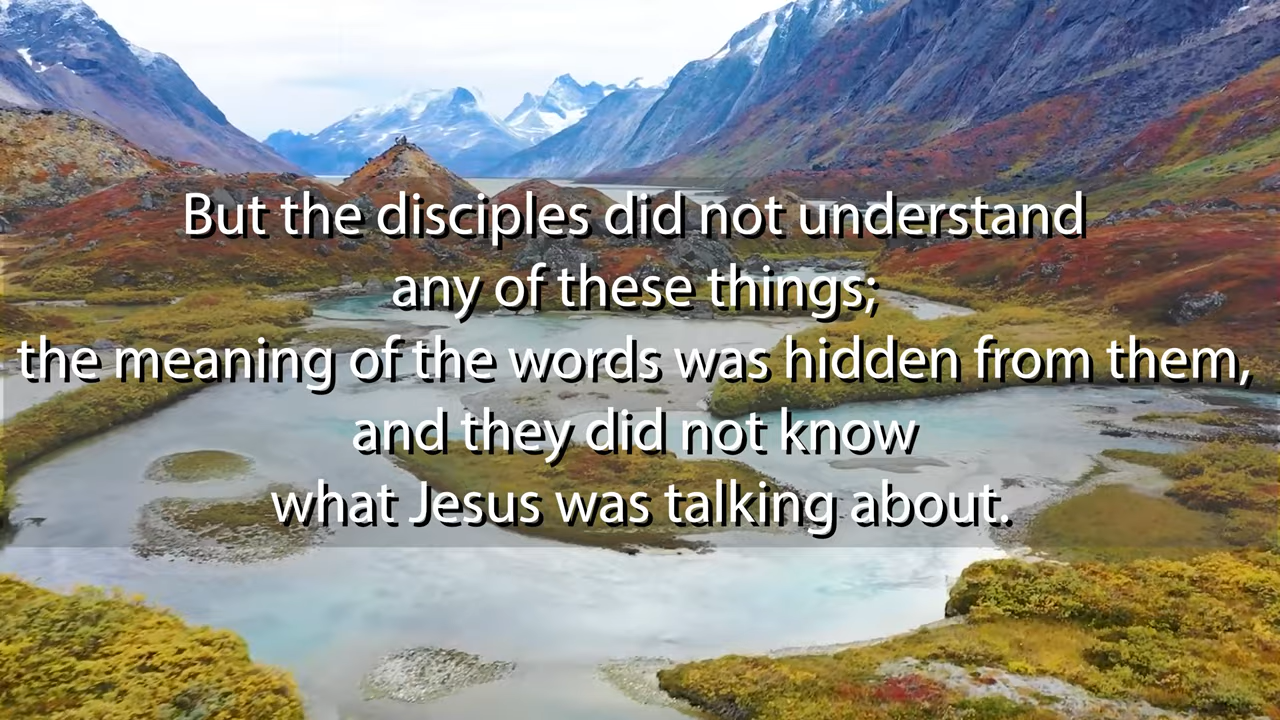 But the disciples did not understand
any of these things;
the meaning of the words was hidden from them,
and they did not know
what Jesus was talking about.